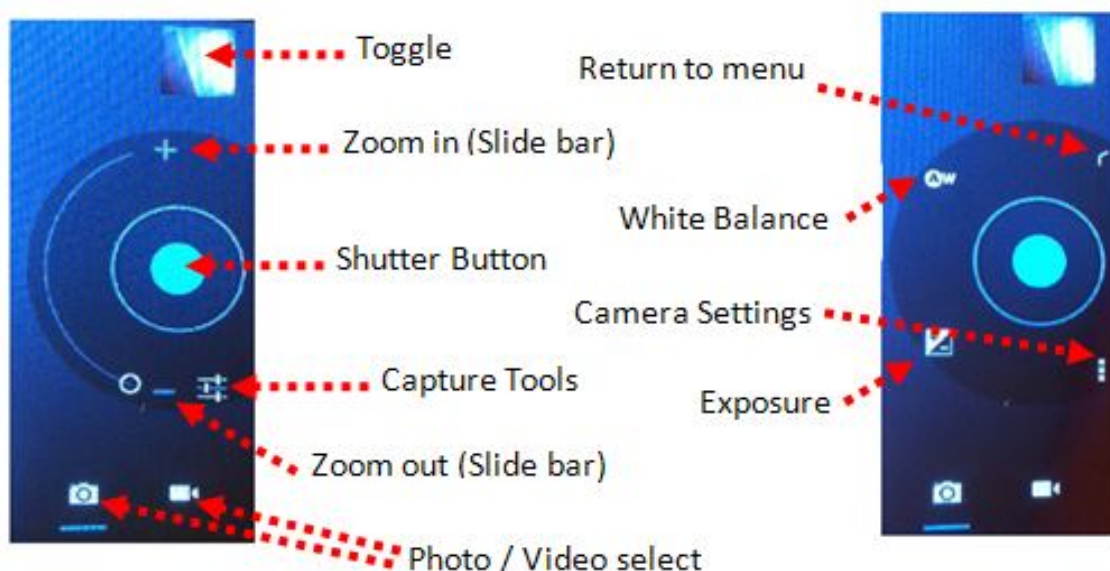 Toggle
Return to menu
Zoom in (Slide bar)
AW
White Balance
Shutter Button
Camera Settings
Capture Tools
Exposure
Zoom out (Slide bar)
Photo / Video select